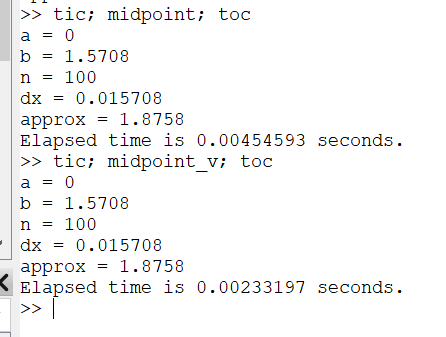 >> tic; midpoint; toc
a = 0
b = 1.5708
n = 100
dx = 0.015708
approx = 1.8758
Elapsed time is 0.00454593 seconds.
>> tic; midpoint_v; toc
a = 0
b = 1.5708
n = 100
dx = 0.015708
approx = 1.8758
Elapsed time is 0.00233197 seconds.
>>